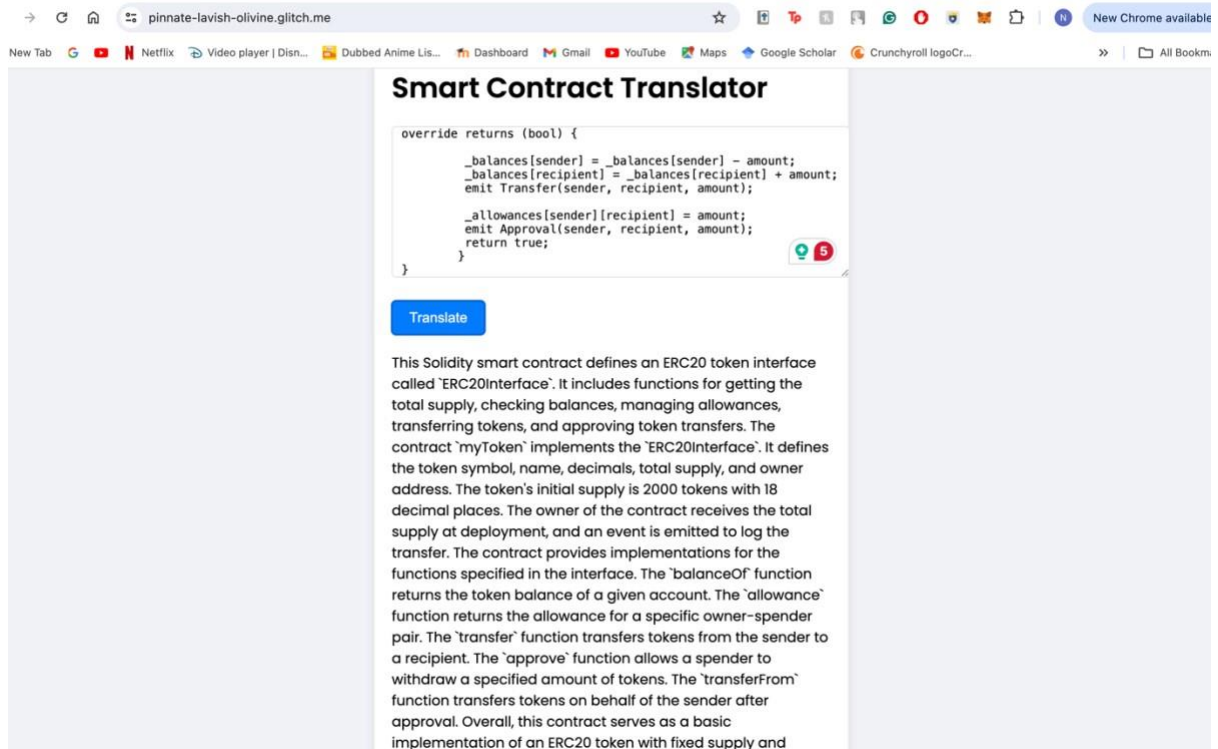 pinnate-lavish-olivine.glitch.me
New Chrome available
New Tab Netflix Video player | Disn... Dubbed Anime Lis... Dashboard Gmail YouTube Maps Google Scholar Crunchyroll logoCr... » All Bookma
Smart Contract Translator
override returns (bool) {
_balances[sender] = _balances[sender] - amount;
_balances[recipient] = _balances[recipient] + amount;
emit Transfer(sender, recipient, amount);
_allowances[sender][recipient] = amount;
emit Approval(sender, recipient, amount);
return true;
}
5
}
Translate
This Solidity smart contract defines an ERC20 token interface
called `ERC20Interface`. It includes functions for getting the
total supply, checking balances, managing allowances,
transferring tokens, and approving token transfers. The
contract `myToken` implements the `ERC20Interface`. It defines
the token symbol, name, decimals, total supply, and owner
address. The token's initial supply is 2000 tokens with 18
decimal places. The owner of the contract receives the total
supply at deployment, and an event is emitted to log the
transfer. The contract provides implementations for the
functions specified in the interface. The `balanceOf` function
returns the token balance of a given account. The `allowance`
function returns the allowance for a specific owner-spender
pair. The `transfer` function transfers tokens from the sender to
a recipient. The `approve` function allows a spender to
withdraw a specified amount of tokens. The `transferFrom`
function transfers tokens on behalf of the sender after
approval. Overall, this contract serves as a basic
implementation of an ERC20 token with fixed supply and